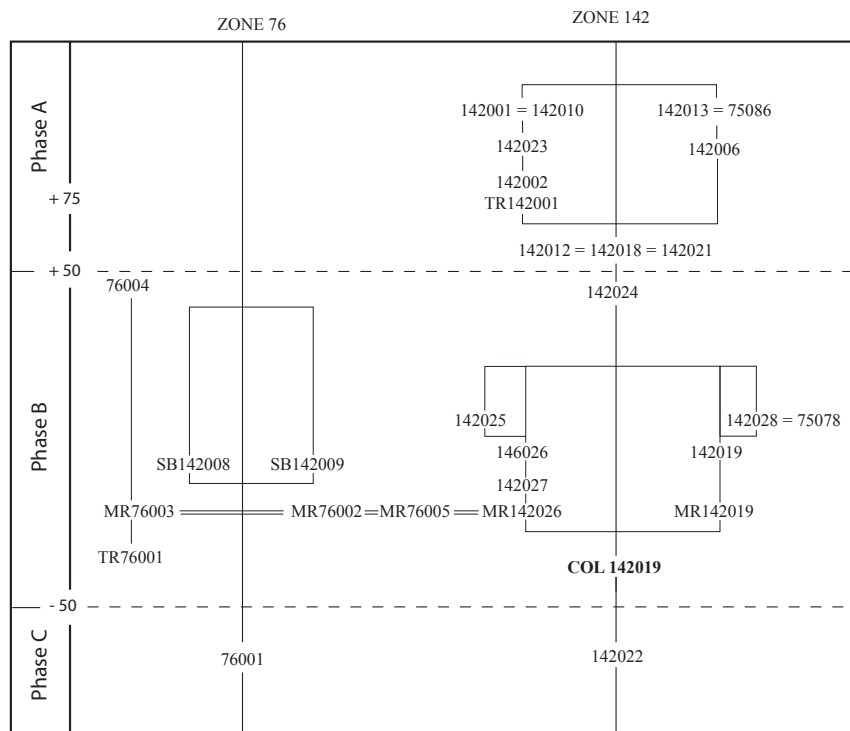 ZONE 76
ZONE 142
Phase A
142001 = 142010
142013 = 75086
142023
142006
142002
TR142001
+ 75
142012 = 142018 = 142021
+ 50
76004
142024
Phase B
142025
142028 = 75078
146026
142019
SB142008
SB142009
142027
MR76003
MR76002
MR76005
MR142026
MR142019
TR76001
COL 142019
- 50
Phase C
76001
142022